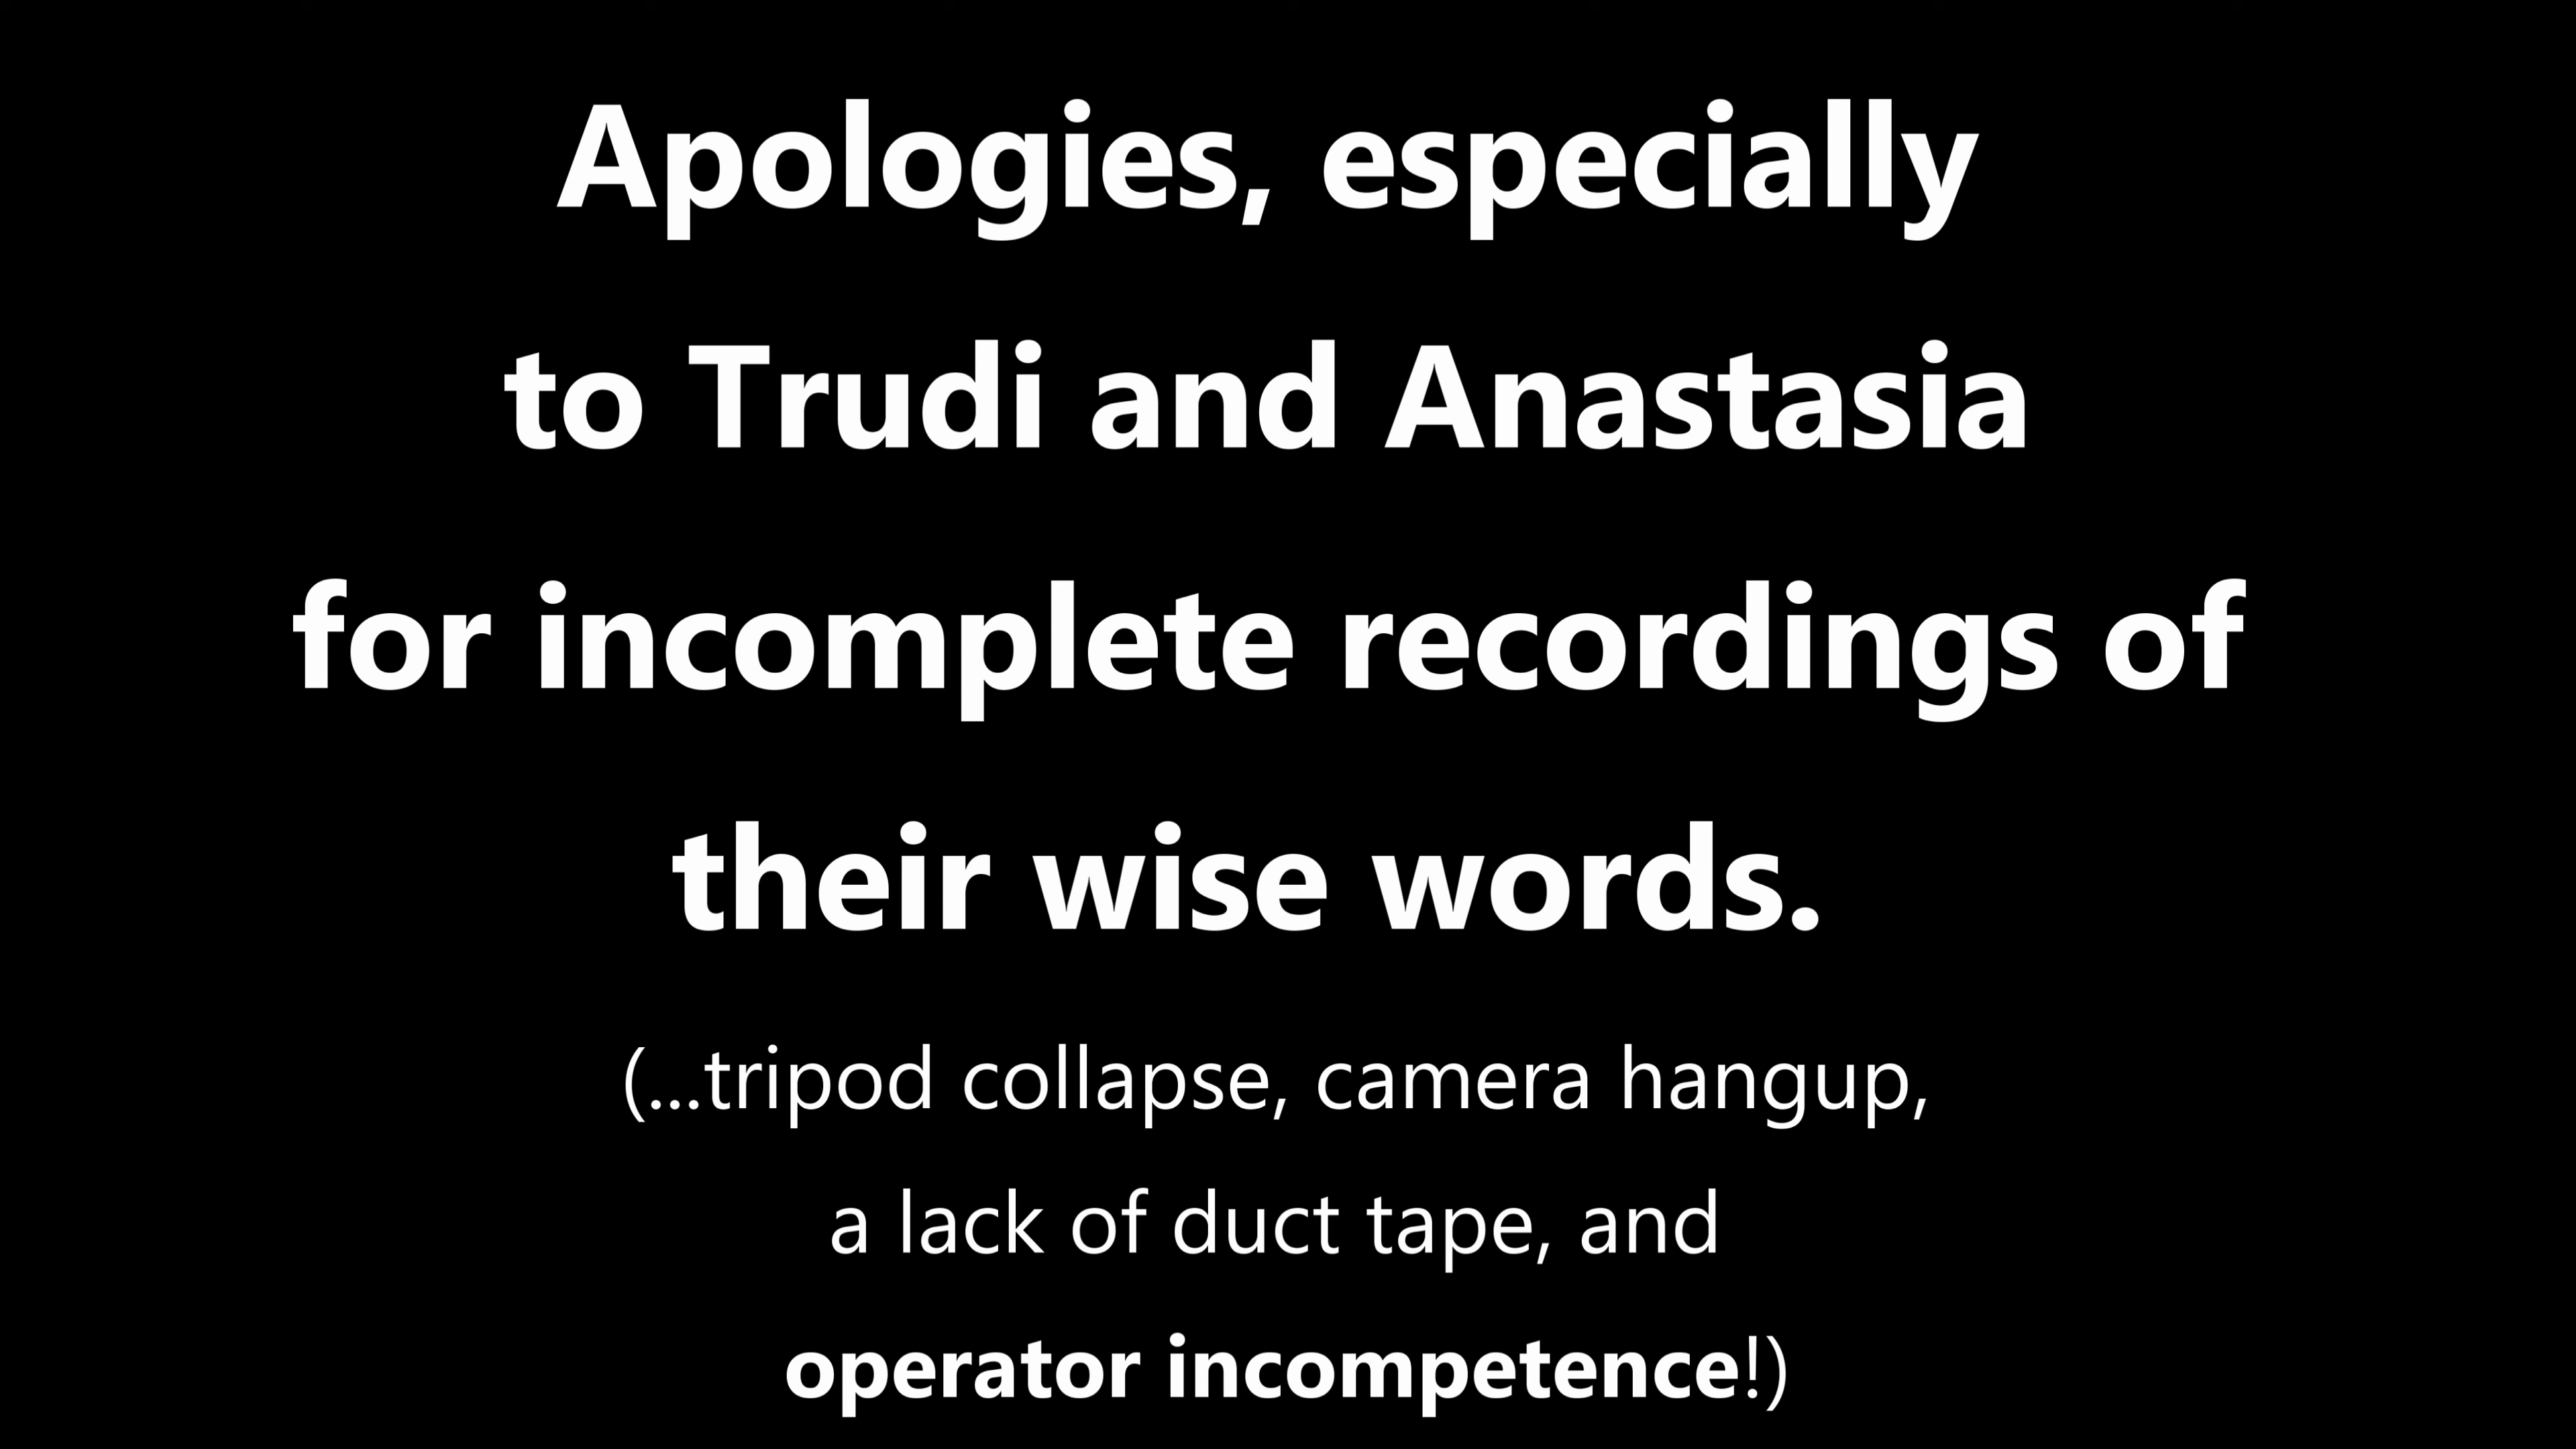 Apologies, especially
to Trudi and Anastasia
for incomplete recordings of
their wise words.
(...tripod collapse, camera hangup,
a lack of duct tape, and
operator incompetence!)